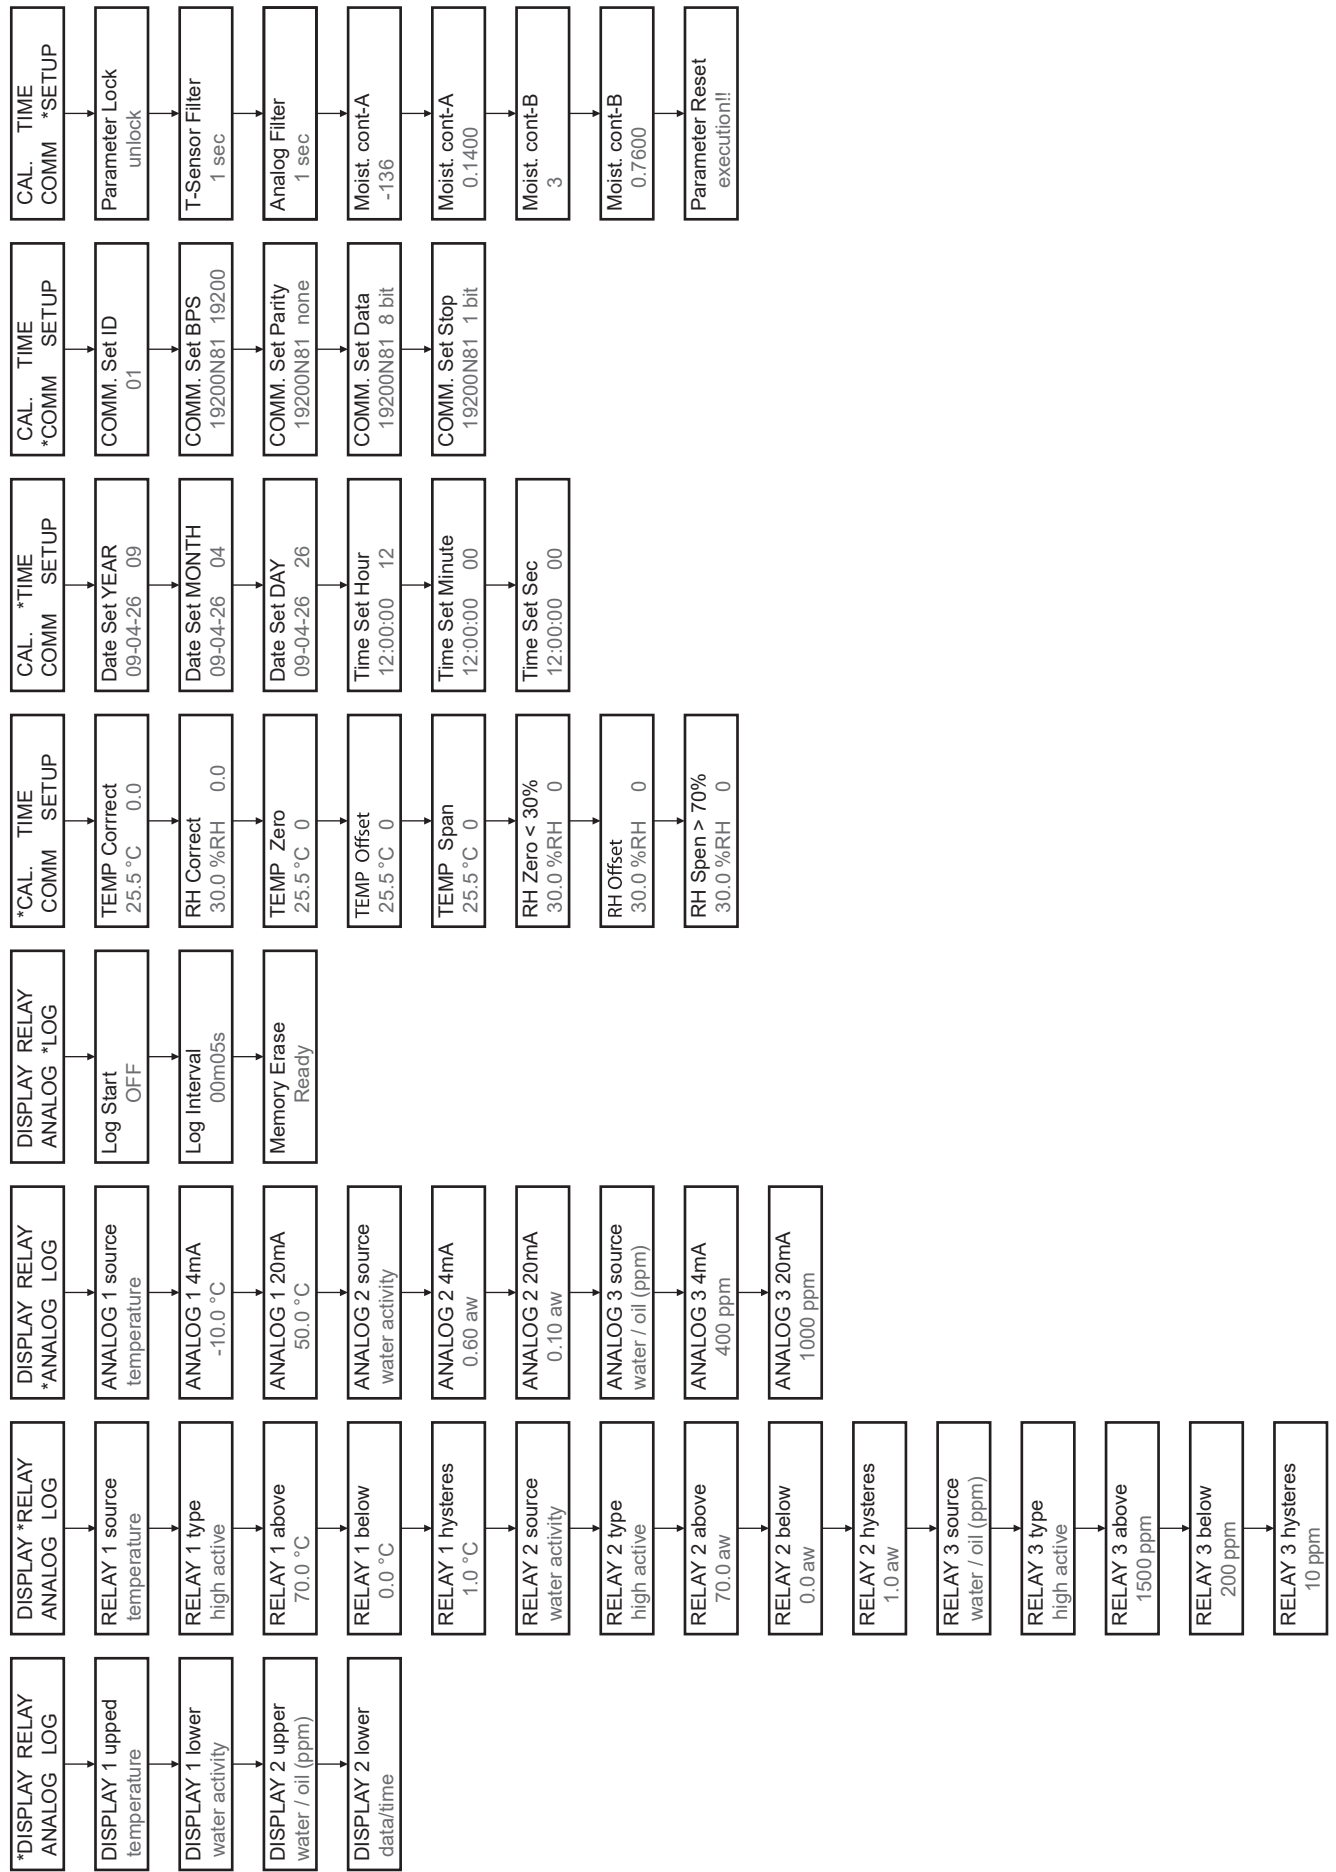 *DISPLAY RELAY
ANALOG LOG
DISPLAY 1 upped
temperature
DISPLAY 1 lower
water activity
DISPLAY 2 upper
water / oil (ppm)
DISPLAY 2 lower
data/time
DISPLAY *RELAY
ANALOG LOG
RELAY 1 source
temperature
RELAY 1 type
high active
RELAY 1 above
70.0 °C
RELAY 1 below
0.0 °C
RELAY 1 hysteres
1.0 °C
RELAY 2 source
water activity
RELAY 2 type
high active
RELAY 2 above
70.0 aw
RELAY 2 below
0.0 aw
RELAY 2 hysteres
1.0 aw
RELAY 3 source
water / oil (ppm)
RELAY 3 type
high active
RELAY 3 above
1500 ppm
RELAY 3 below
200 ppm
RELAY 3 hysteres
10 ppm
DISPLAY RELAY
*ANALOG LOG
ANALOG 1 source
temperature
ANALOG 1 4mA
-10.0 °C
ANALOG 1 20mA
50.0 °C
ANALOG 2 source
water activity
ANALOG 2 4mA
0.60 aw
ANALOG 2 20mA
0.10 aw
ANALOG 3 source
water / oil (ppm)
ANALOG 3 4mA
400 ppm
ANALOG 3 20mA
1000 ppm
DISPLAY RELAY
ANALOG *LOG
Log Start
OFF
Log Interval
00m05s
Memory Erase
Ready
*CAL. TIME
COMM SETUP
TEMP Corrrect
25.5 °C 0.0
RH Correct
30.0 %RH 0.0
TEMP Zero
25.5 °C 0
TEMP Offset
25.5 °C 0
TEMP Span
25.5 °C 0
RH Zero < 30%
30.0 %RH 0
RH Offset
30.0 %RH 0
RH Spen > 70%
30.0 %RH 0
CAL. *TIME
COMM SETUP
Date Set YEAR
09-04-26 09
Date Set MONTH
09-04-26 04
Date Set DAY
09-04-26 26
Time Set Hour
12:00:00 12
Time Set Minute
12:00:00 00
Time Set Sec
12:00:00 00
CAL. TIME
*COMM SETUP
COMM. Set ID
01
COMM. Set BPS
19200N81 19200
COMM. Set Parity
19200N81 none
COMM. Set Data
19200N81 8 bit
COMM. Set Stop
19200N81 1 bit
CAL. TIME
COMM *SETUP
Parameter Lock
unlock
T-Sensor Filter
1 sec
Analog Filter
1 sec
Moist. cont-A
-136
Moist. cont-A
0.1400
Moist. cont-B
3
Moist. cont-B
0.7600
Parameter Reset
execution!!